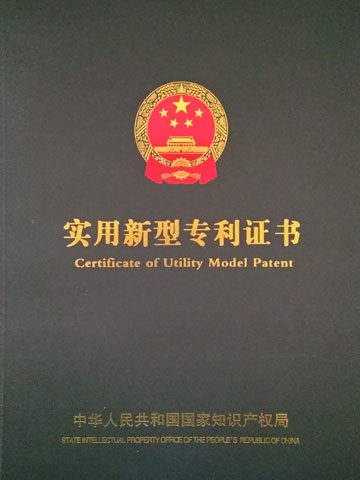 实用新型专利证书
Certificate of Utility Model Patent
中华人民共和国国家知识产权局
STATE INTELLECTUAL PROPERTY OFFICE OF THE PEOPLE'S REPUBLIC OF CHINA